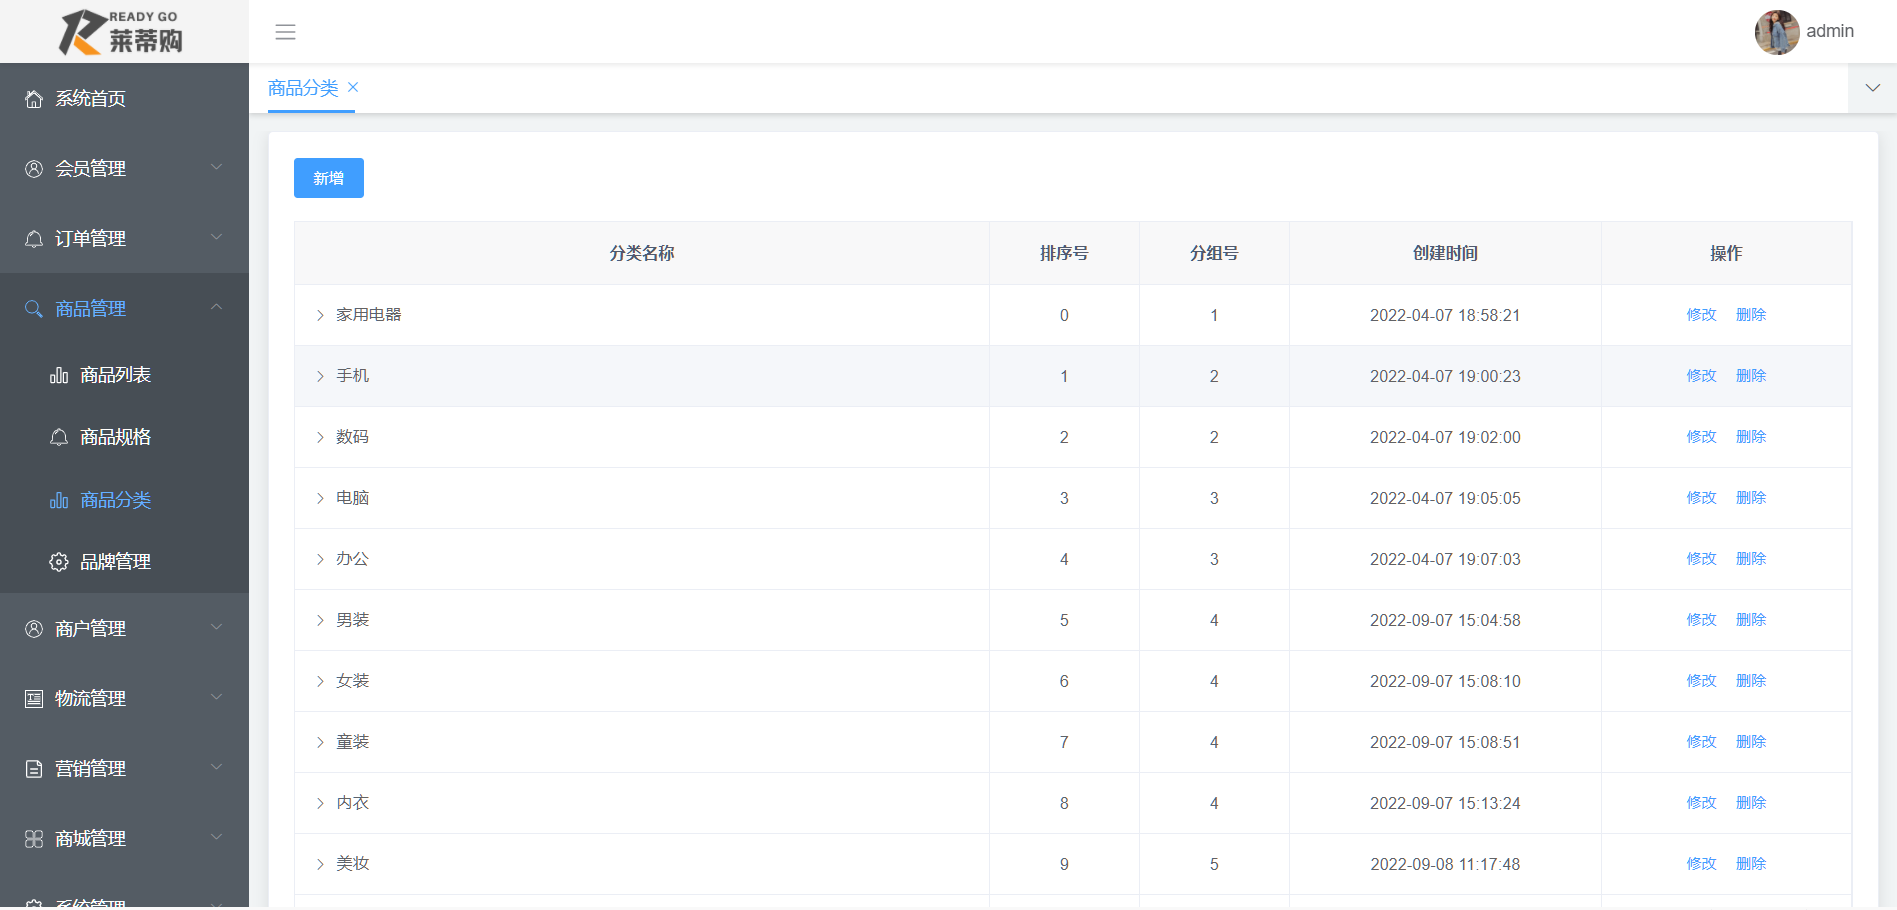 READY GO
莱蒂购
admin
系统首页
会员管理
订单管理
商品管理
商品列表
商品规格
商品分类
品牌管理
商户管理
物流管理
营销管理
商城管理
系统管理
商品分类
新增
分类名称 排序号 分组号 创建时间 操作
家用电器 0 1 2022-04-07 18:58:21 修改 删除
手机 1 2 2022-04-07 19:00:23 修改 删除
数码 2 2 2022-04-07 19:02:00 修改 删除
电脑 3 3 2022-04-07 19:05:05 修改 删除
办公 4 3 2022-04-07 19:07:03 修改 删除
男装 5 4 2022-09-07 15:04:58 修改 删除
女装 6 4 2022-09-07 15:08:10 修改 删除
童装 7 4 2022-09-07 15:08:51 修改 删除
内衣 8 4 2022-09-07 15:13:24 修改 删除
美妆 9 5 2022-09-08 11:17:48 修改 删除